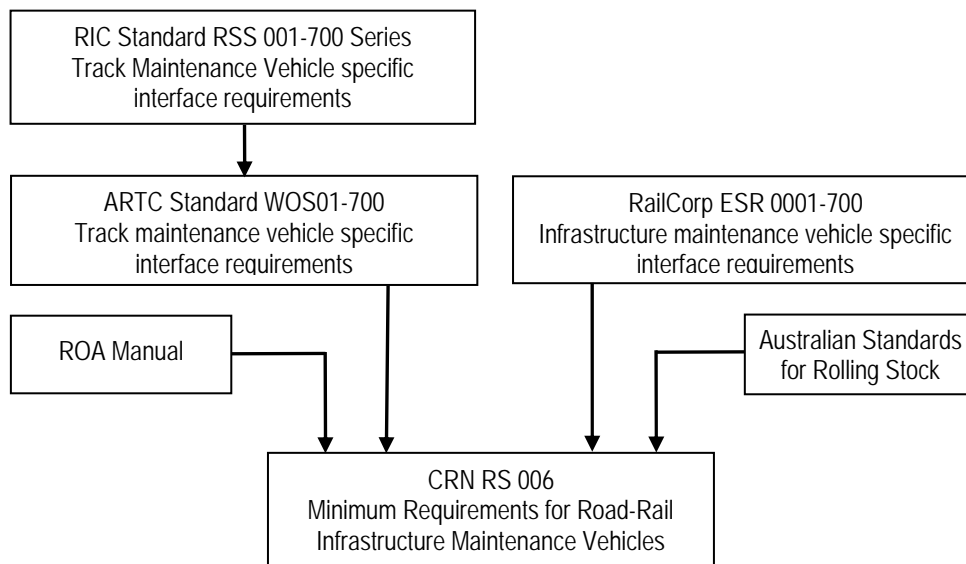 RIC Standard RSS 001-700 Series
Track Maintenance Vehicle specific
interface requirements
ARTC Standard WOS01-700
Track maintenance vehicle specific
interface requirements
RailCorp ESR 0001-700
Infrastructure maintenance vehicle specific
interface requirements
ROA Manual
Australian Standards
for Rolling Stock
CRN RS 006
Minimum Requirements for Road-Rail
Infrastructure Maintenance Vehicles